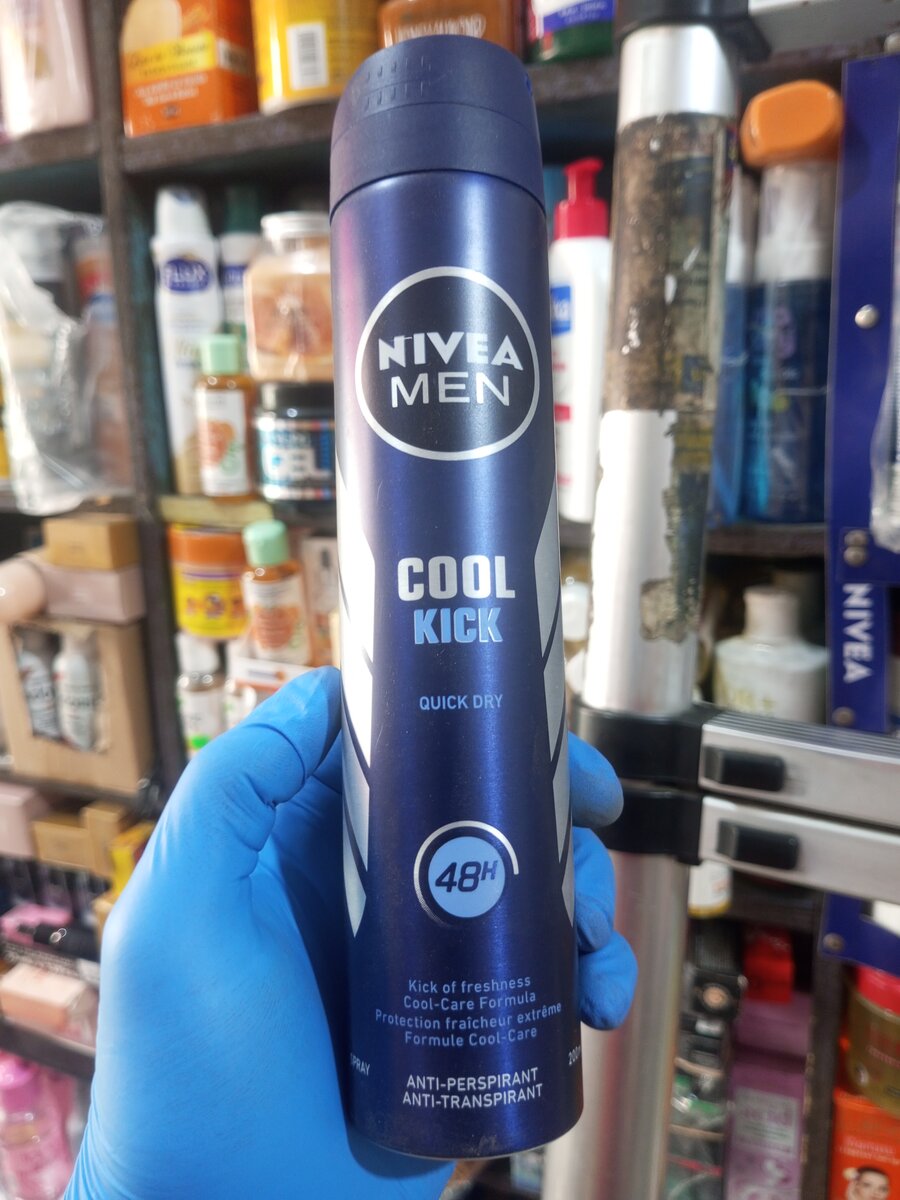 NIVEA
MEN
COOL
KICK
QUICK DRY
48H
Kick of freshness
Cool-Care Formula
Protection fraîcheur extrême
Formule Cool-Care
SPRAY
ANTI-PERSPIRANT
ANTI-TRANSPIRANT
NIVEA